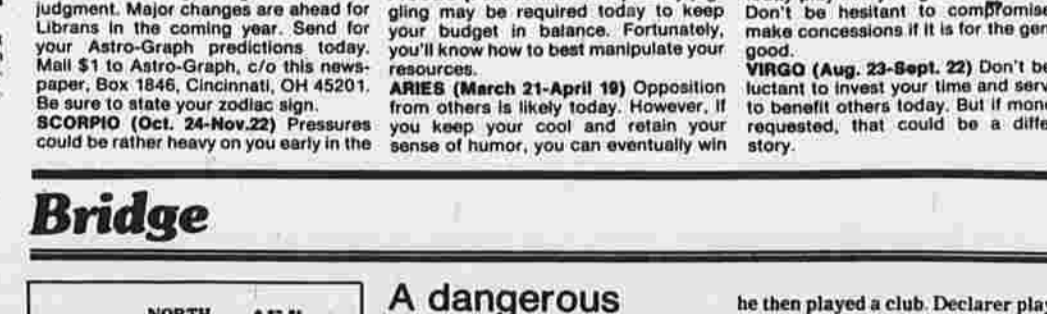 judgment. Major changes are ahead for
Librans in the coming year. Send for
your Astro-Graph predictions today.
Mail $1 to Astro-Graph, c/o this news-
paper, Box 1846, Cincinnati, OH 45201.
Be sure to state your zodiac sign.
SCORPIO (Oct. 24-Nov.22) Pressures
could be rather heavy on you early in the
gling may be required today to keep
your budget in balance. Fortunately,
you'll know how to best manipulate your
resources.
ARIES (March 21-April 19) Opposition
from others is likely today. However, if
you keep your cool and retain your
sense of humor, you can eventually win
Don't be hesitant to compromise
make concessions if it is for the gen
good.
VIRGO (Aug. 23-Sept. 22) Don't be
luctant to invest your time and serv
to benefit others today. But if mone
requested, that could be a diffe
story.
Bridge
NORTH
A dangerous
he then played a club. Declarer play